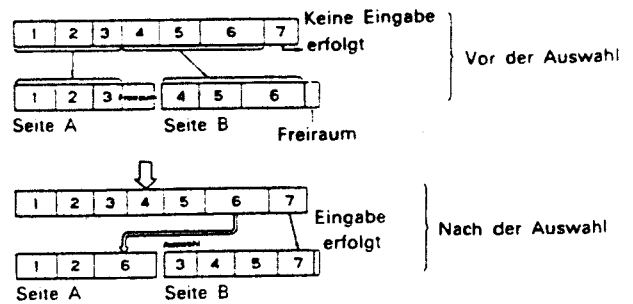 1 2 3 4 5 6 7 Keine Eingabe
erfolgt
Vor der Auswahl
1 2 3 Freiraum 4 5 6
Seite A Seite B
Freiraum
1 2 3 4 5 6 7
Eingabe
erfolgt
Nach der Auswahl
Auswahl
1 2 6 3 4 5 7
Seite A Seite B